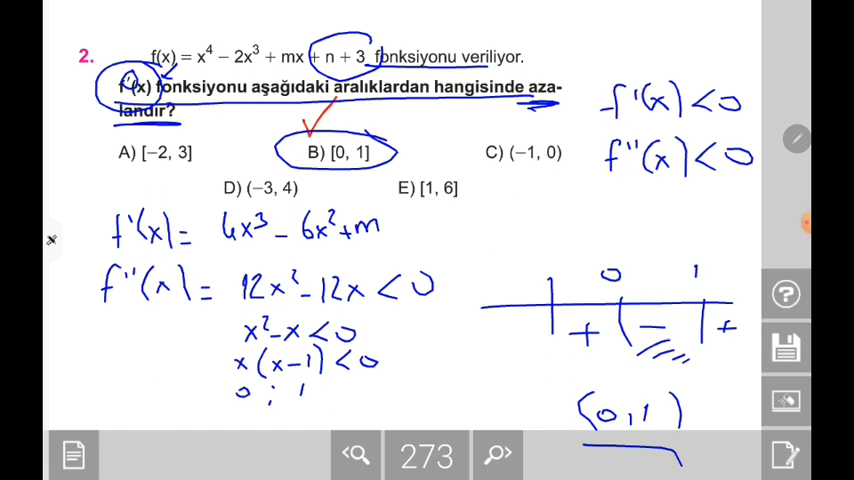 2. f(x) = x⁴ – 2x³ + mx + n + 3 fonksiyonu veriliyor.
f'(x) fonksiyonu aşağıdaki aralıklardan hangisinde aza-
landır?
A) [–2, 3] B) [0, 1] C) (–1, 0)
D) (–3, 4) E) [1, 6]
f'(x) < 0
f''(x) < 0
f'(x) = 4x³ – 6x² + m
f''(x) = 12x² – 12x < 0
x² – x < 0
x(x–1) < 0
0 ; 1
0 1
+ – +
(0,1)
273